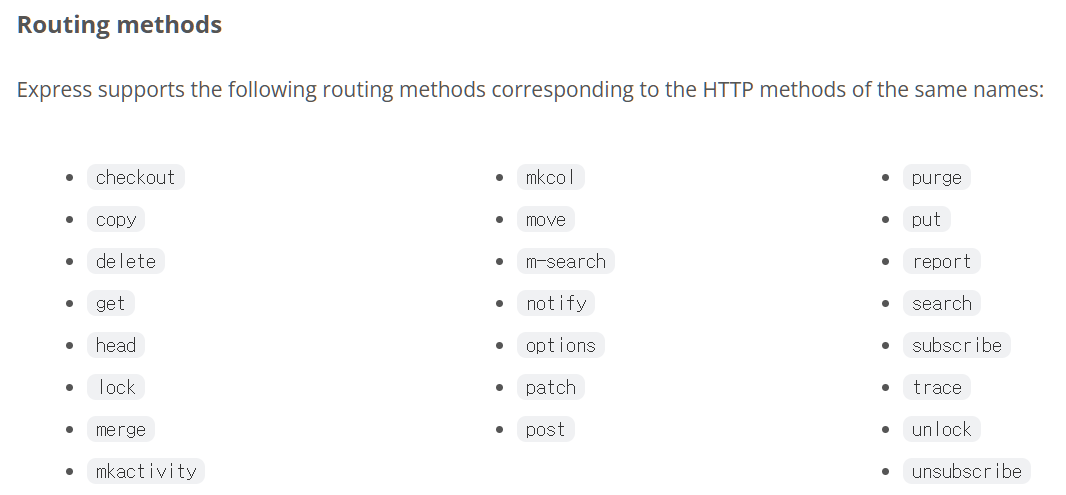 Routing methods
Express supports the following routing methods corresponding to the HTTP methods of the same names:
checkout
copy
delete
get
head
lock
merge
mkactivity
mkcol
move
m-search
notify
options
patch
post
purge
put
report
search
subscribe
trace
unlock
unsubscribe